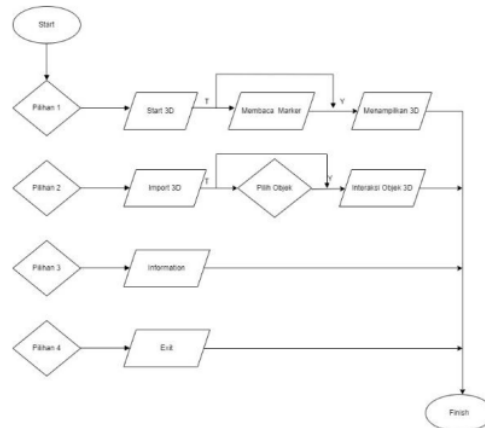 Start
Pilihan 1
Start 3D
T
Membaca Marker
Y
Menampilkan 3D
Pilihan 2
Import 3D
T
Pilih Objek
Y
Interaksi Objek 3D
Pilihan 3
Information
Pilihan 4
Exit
Finish